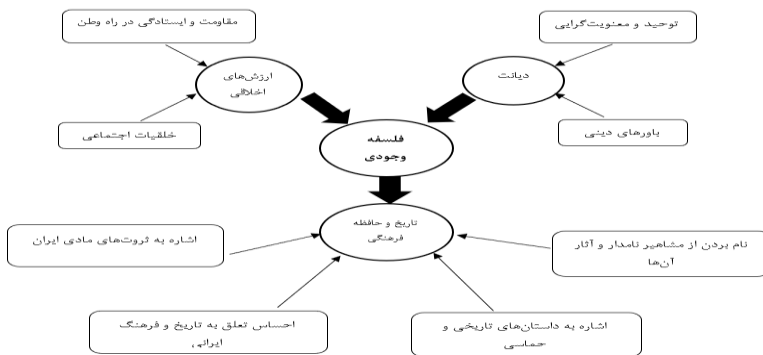 مقاومت و ایستادگی در راه وطن
توحید و معنویت‌گرایی
ارزش‌های
اخلاقی
دیانت
خلقیات اجتماعی
باورهای دینی
فلسفه
وجودی
تاریخ و حافظه
فرهنگی
اشاره به ثروت‌های مادی ایران
نام بردن از مشاهیر نامدار و آثار
آن‌ها
احساس تعلق به تاریخ و فرهنگ
ایرانی
اشاره به داستان‌های تاریخی و
حماسی